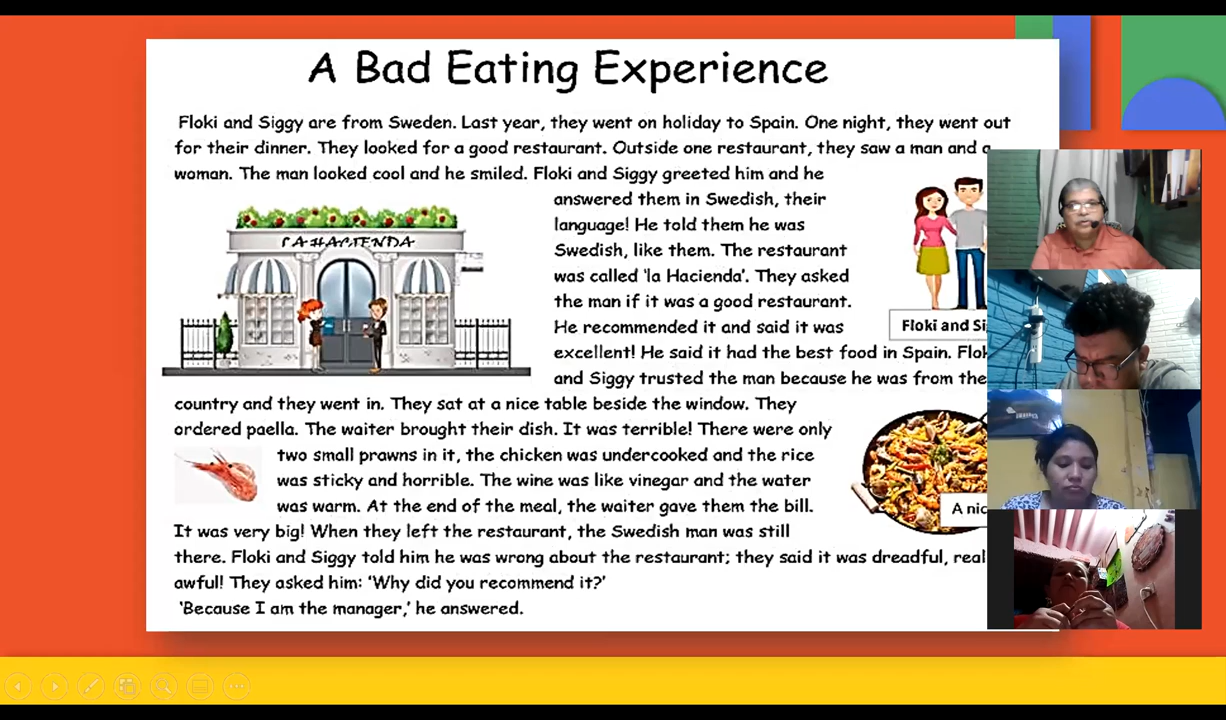 A Bad Eating Experience
Floki and Siggy are from Sweden. Last year, they went on holiday to Spain. One night, they went out
for their dinner. They looked for a good restaurant. Outside one restaurant, they saw a man and a
woman. The man looked cool and he smiled. Floki and Siggy greeted him and he
answered them in Swedish, their
language! He told them he was
Swedish, like them. The restaurant
was called 'la Hacienda'. They asked
the man if it was a good restaurant.
He recommended it and said it was
excellent! He said it had the best food in Spain.
and Siggy trusted the man because he was from the
country and they went in. They sat at a nice table beside the window. They
ordered paella. The waiter brought their dish. It was terrible! There were only
two small prawns in it, the chicken was undercooked and the rice
was sticky and horrible. The wine was like vinegar and the water
was warm. At the end of the meal, the waiter gave them the bill.
It was very big! When they left the restaurant, the Swedish man was still
there. Floki and Siggy told him he was wrong about the restaurant; they said it was dreadful,
awful! They asked him: 'Why did you recommend it?'
'Because I am the manager,' he answered.
LA HACIENDA
Floki and
A